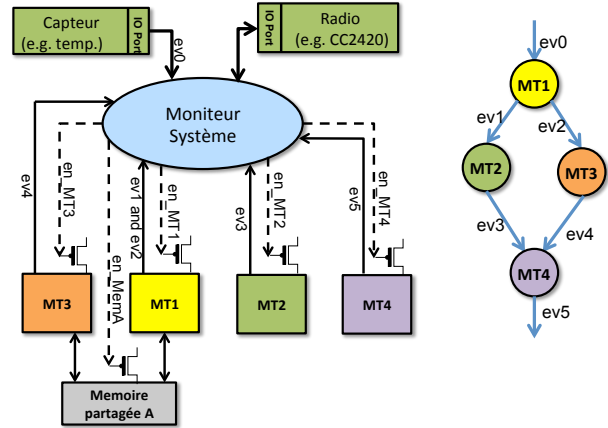 Capteur
(e.g. temp.)
IO Port
ev0
IO Port
Radio
(e.g. CC2420)
Moniteur
Système
ev4
en_MT3
en_MemA
ev1 and ev2
en_MT1
ev3
en_MT2
ev5
en_MT4
MT3
MT1
MT2
MT4
Memoire
partagée A
ev0
MT1
ev1
ev2
MT2
MT3
ev3
ev4
MT4
ev5